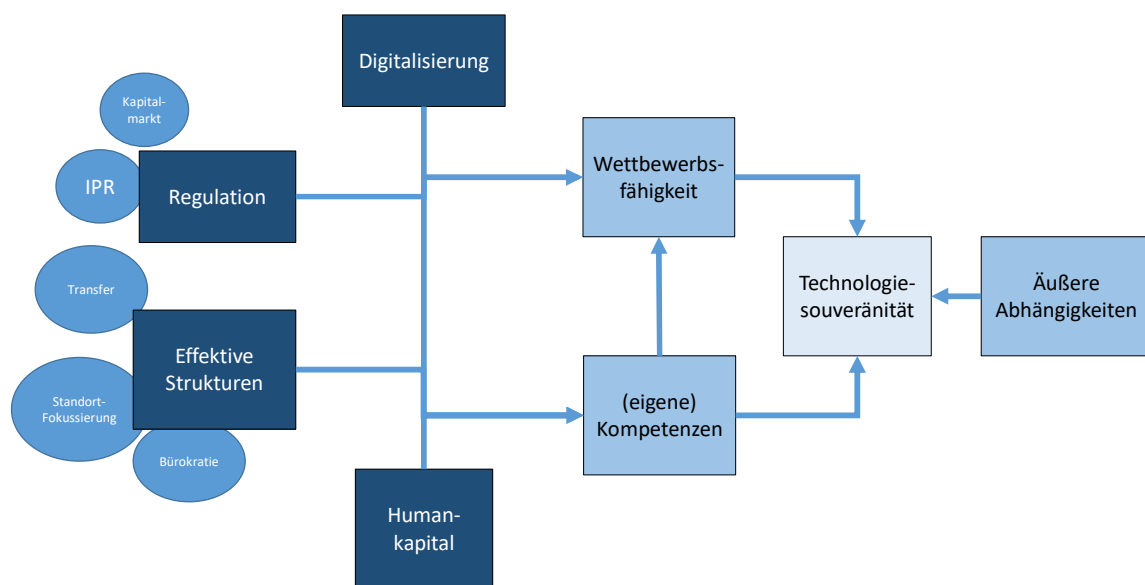 Digitalisierung
Kapital-
markt
IPR
Regulation
Wettbewerbs-
fähigkeit
Transfer
Technologie-
souveränität
Äußere
Abhängigkeiten
Effektive
Strukturen
Standort-
Fokussierung
(eigene)
Kompetenzen
Bürokratie
Human-
kapital